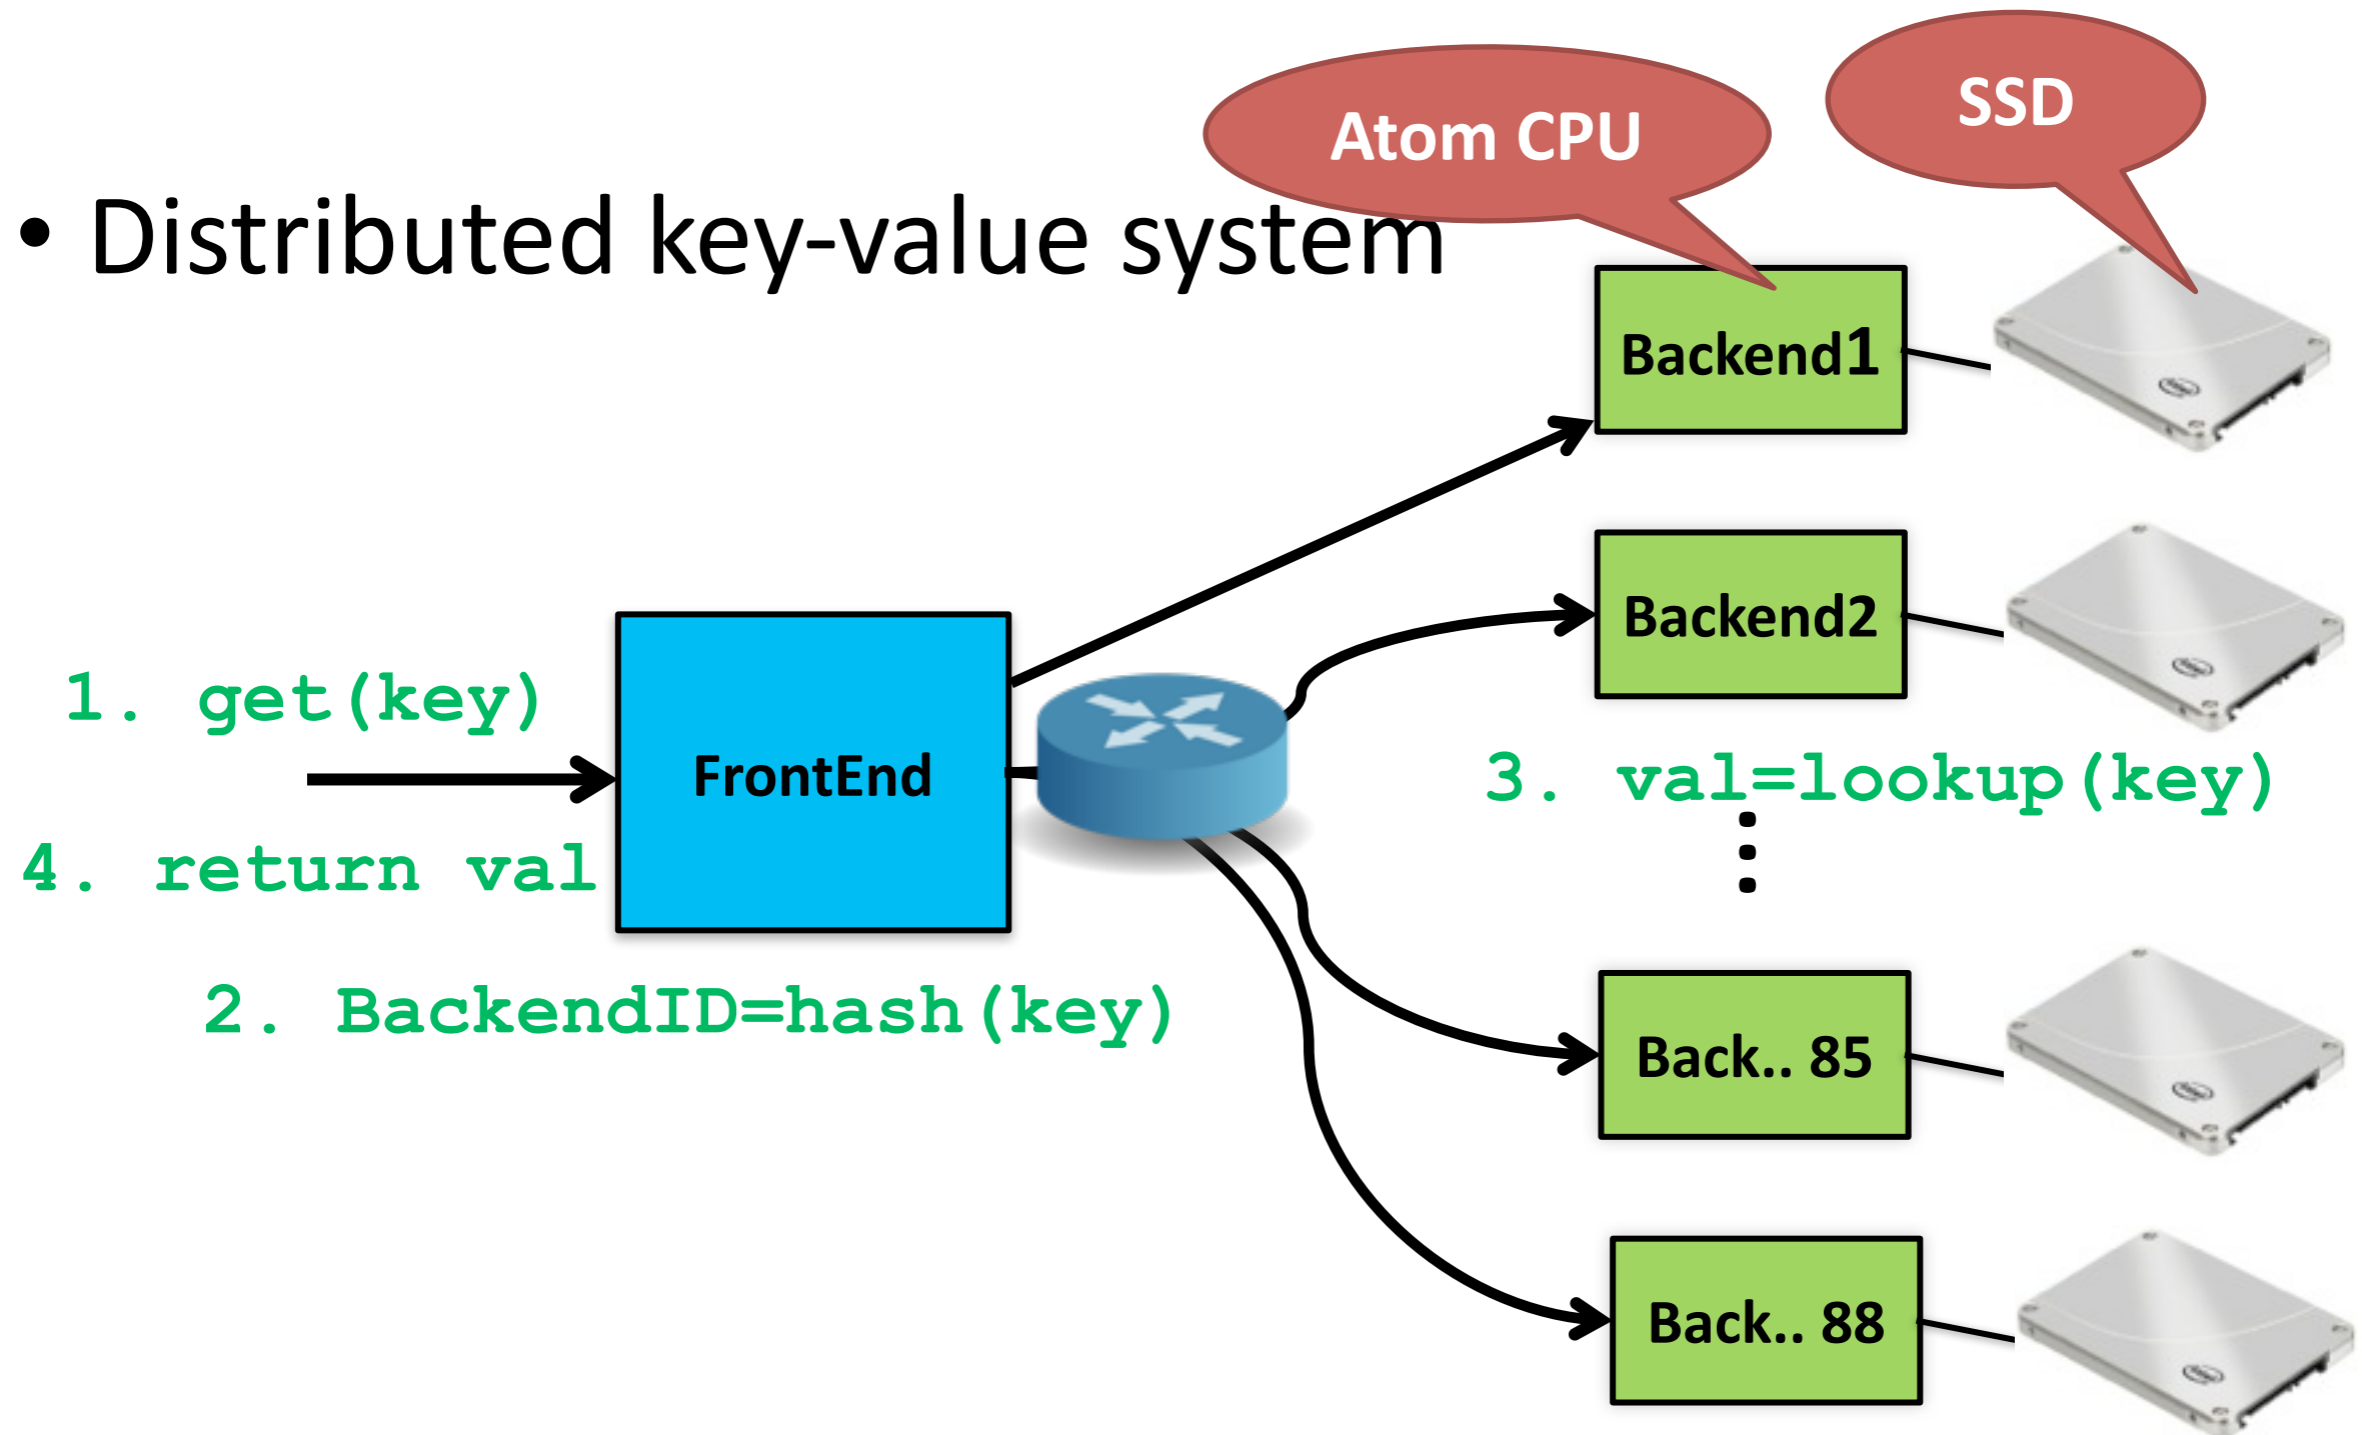 Atom CPU
SSD
• Distributed key-value system
Backend1
Backend2
1. get(key)
FrontEnd
3. val=lookup(key)
4. return val
2. BackendID=hash(key)
Back.. 85
Back.. 88